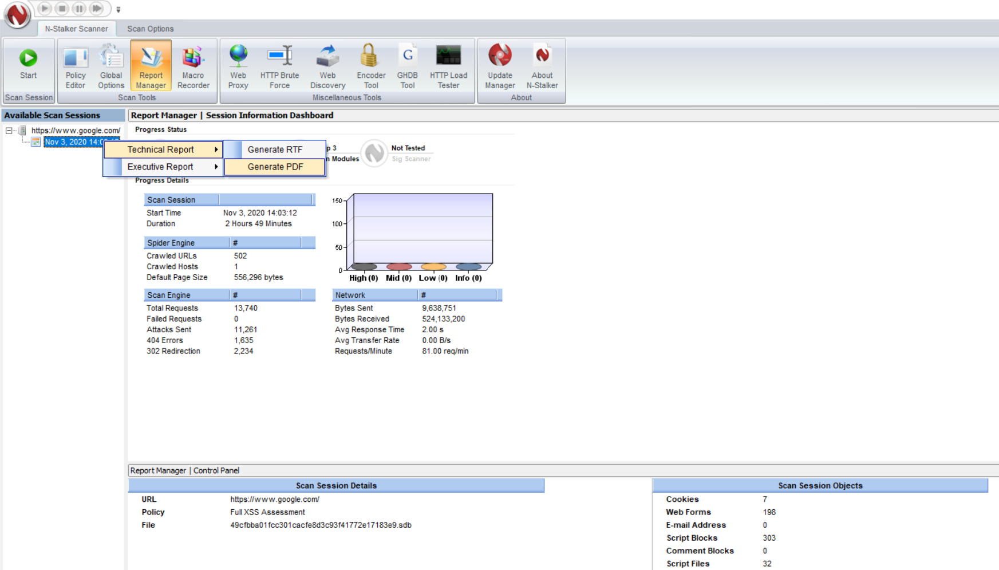 N-Stalker Scanner
Scan Options
Start
Policy Editor
Global Options
Report Manager
Macro Recorder
Web Proxy
HTTP Brute Force
Web Discovery
Encoder Tool
G
GHDB Tool
HTTP Load Tester
Update Manager
About N-Stalker
Scan Session
Scan Tools
Miscellaneous Tools
About
Available Scan Sessions
https://www.google.com/
Nov 3, 2020 14:0
Technical Report
Executive Report
Generate RTF
Generate PDF
Report Manager | Session Information Dashboard
Progress Status
p 3
n Modules
Not Tested
Sig Scanner
Progress Details
Scan Session
Start Time Nov 3, 2020 14:03:12
Duration 2 Hours 49 Minutes
Spider Engine #
Crawled URLs 502
Crawled Hosts 1
Default Page Size 556,296 bytes
150
100
50
0
High (0) Mid (0) Low (0) Info (0)
Scan Engine #
Total Requests 13,740
Failed Requests 0
Attacks Sent 11,261
404 Errors 1,635
302 Redirection 2,234
Network #
Bytes Sent 9,638,751
Bytes Received 524,133,200
Avg Response Time 2.00 s
Avg Transfer Rate 0.00 B/s
Requests/Minute 81.00 req/min
Report Manager | Control Panel
Scan Session Details
URL https://www.google.com/
Policy Full XSS Assessment
File 49cfbba01fcc301cacfe8d3c93f41772e17183e9.sdb
Scan Session Objects
Cookies 7
Web Forms 198
E-mail Address 0
Script Blocks 303
Comment Blocks 0
Script Files 32